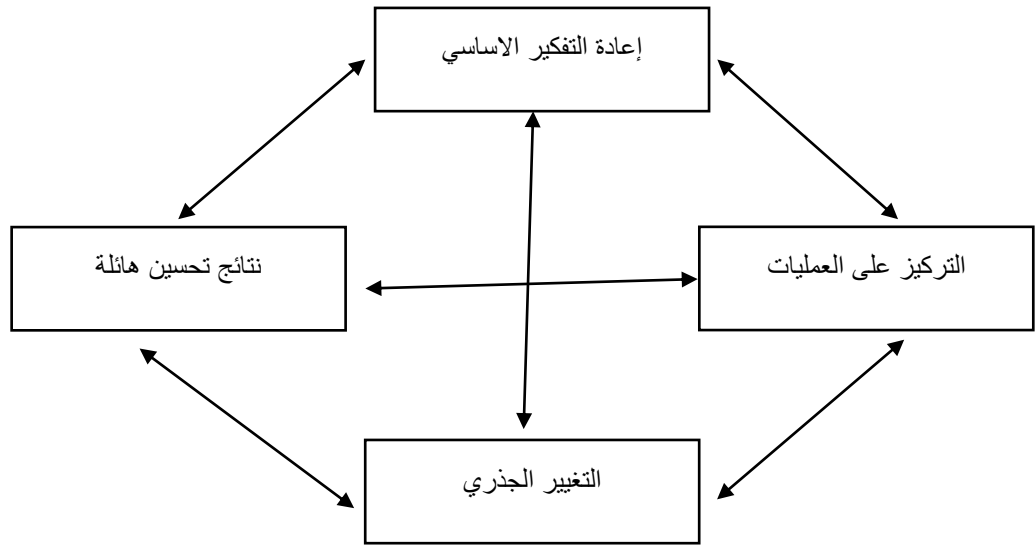 إعادة التفكير الاساسي
التركيز على العمليات
نتائج تحسين هائلة
التغيير الجذري